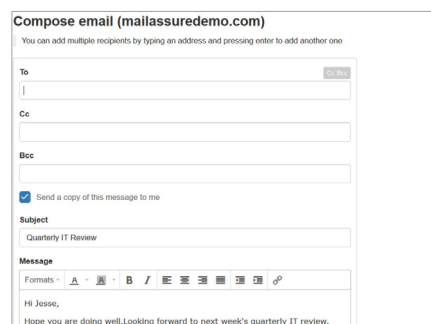 Compose email (mailassuredemo.com)
You can add multiple recipients by typing an address and pressing enter to add another one
To
Cc Bcc
Cc
Bcc
Send a copy of this message to me
Subject
Quarterly IT Review
Message
Formats A A B I
Hi Jesse,
Hope you are doing well.Looking forward to next week's quarterly IT review.